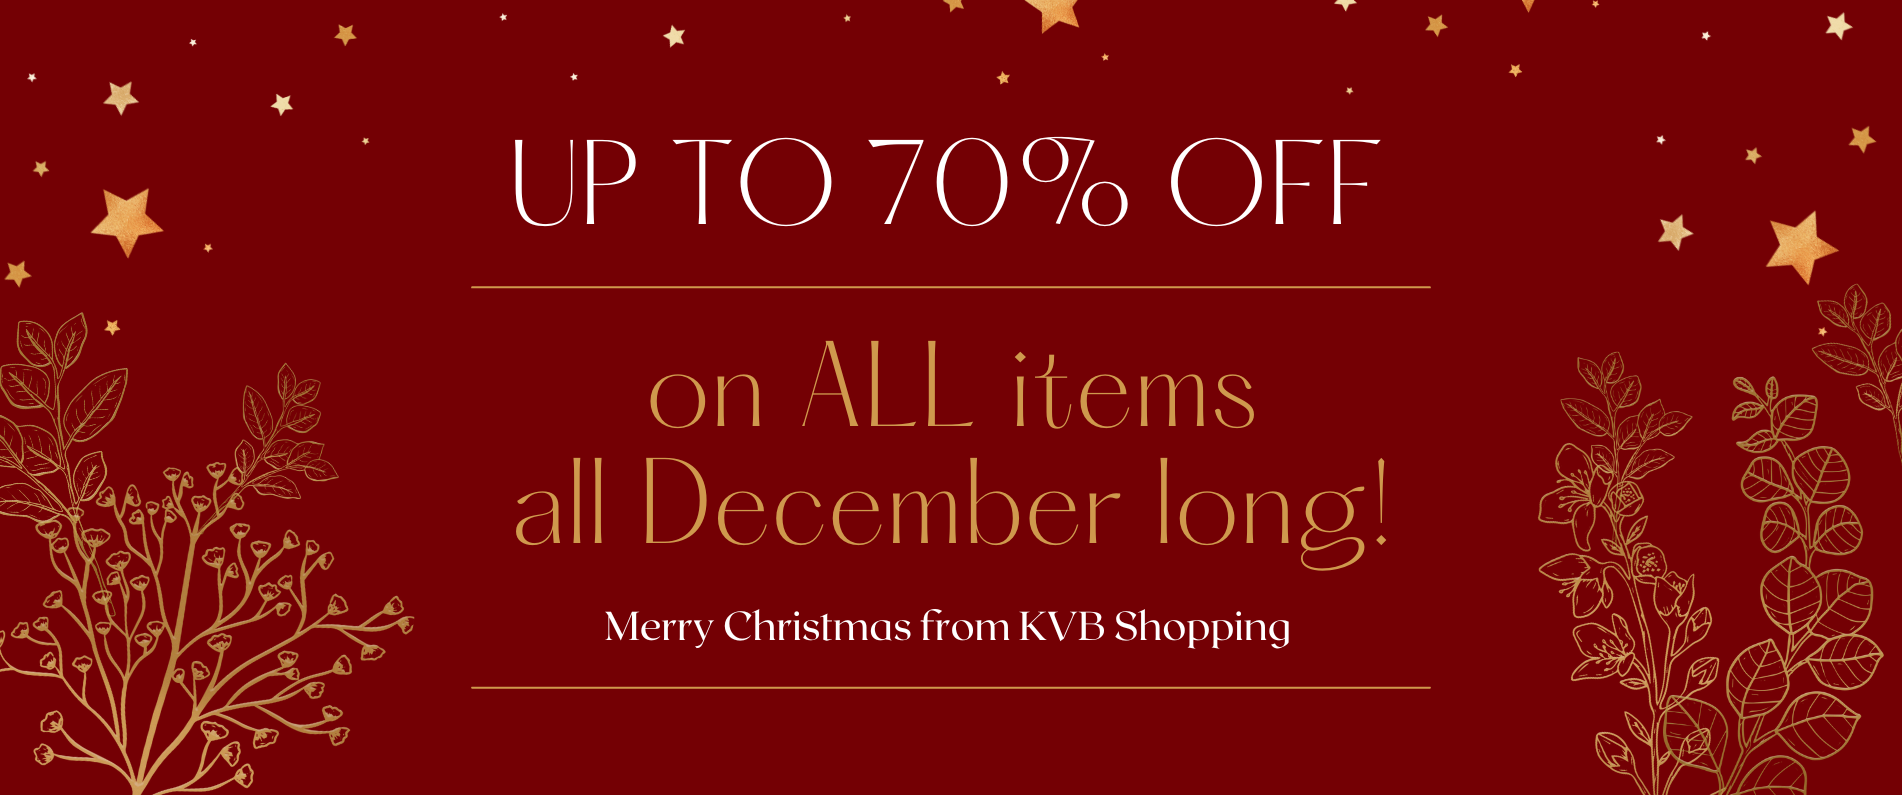 UP TO 70% OFF
on ALL items
all December long!
Merry Christmas from KVB Shopping